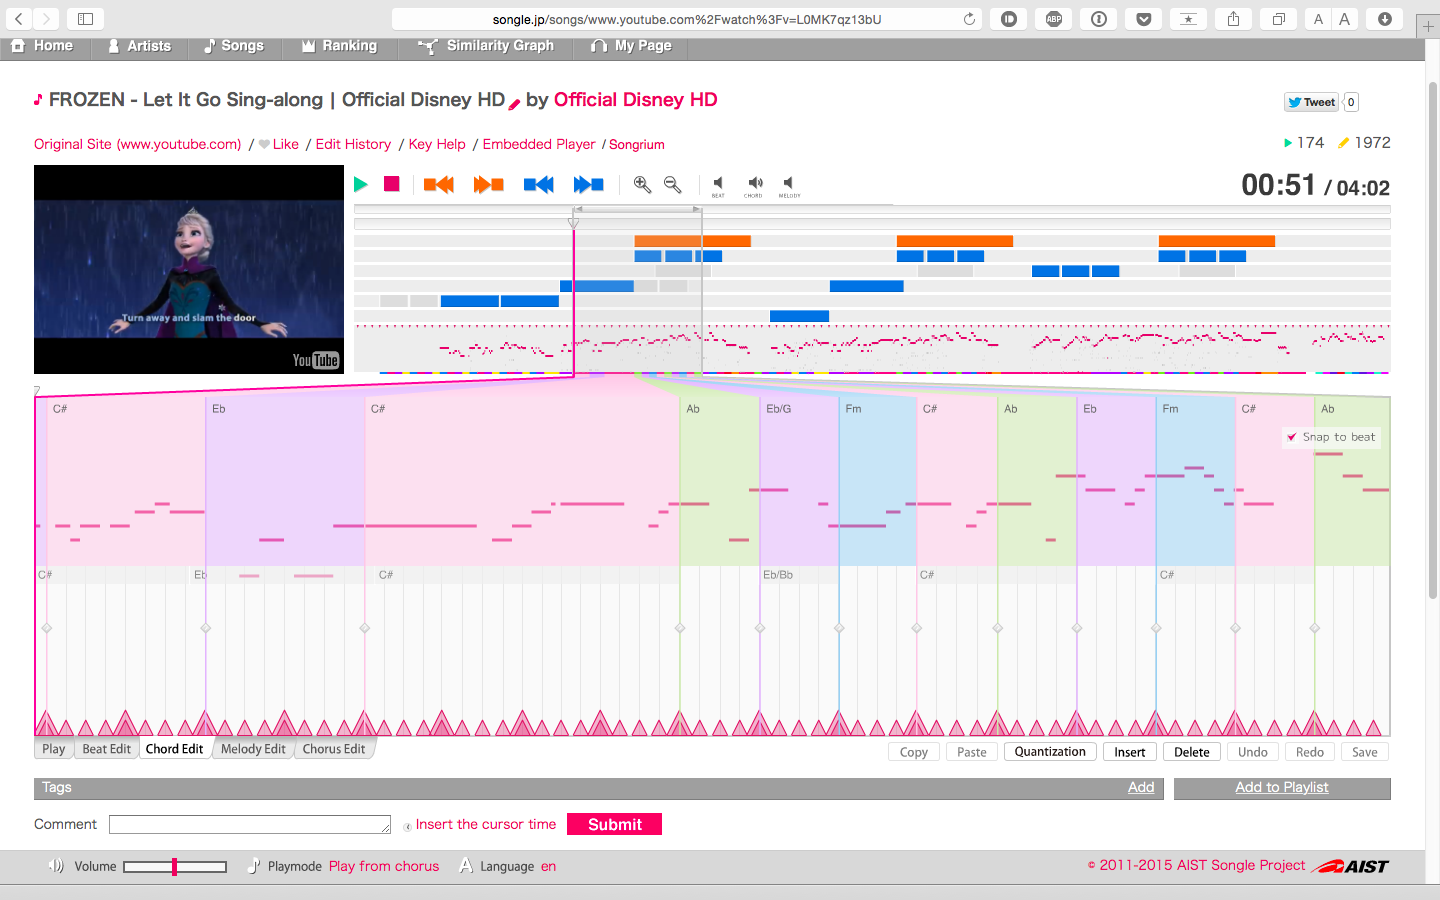 songle.jp/songs/www.youtube.com%2Fwatch%3Fv=L0MK7qz13bU
ABP
A A
Home Artists Songs Ranking Similarity Graph My Page
FROZEN - Let It Go Sing-along | Official Disney HD by Official Disney HD
Tweet 0
Original Site (www.youtube.com) / Like / Edit History / Key Help / Embedded Player / Songrium
174 1972
BEAT CHORD MELODY
00:51 / 04:02
Turn away and slam the door
YouTube
C# Eb C# Ab Eb/G Fm C# Ab Eb Fm C# Ab
Snap to beat
C# Eb C# Eb/Bb C# C#
Play Beat Edit Chord Edit Melody Edit Chorus Edit
Copy Paste Quantization Insert Delete Undo Redo Save
Tags Add Add to Playlist
Comment Insert the cursor time Submit
Volume Playmode Play from chorus A Language en
© 2011-2015 AIST Songle Project AIST